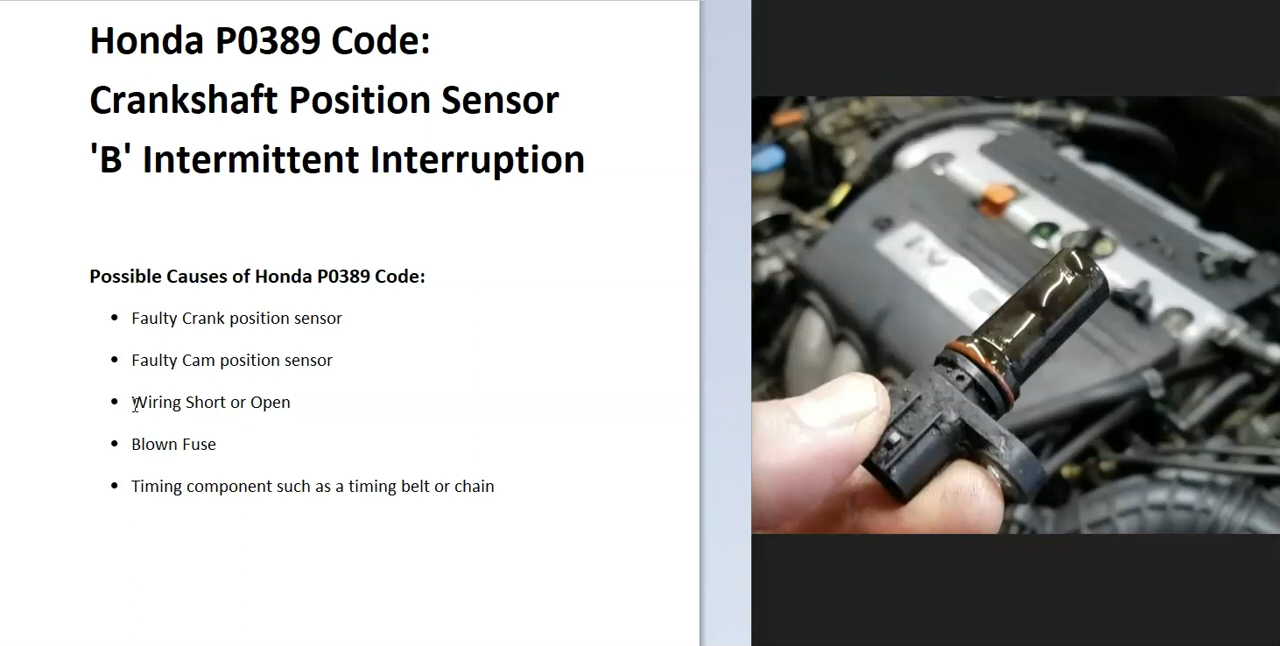 Honda P0389 Code:
Crankshaft Position Sensor
'B' Intermittent Interruption
Possible Causes of Honda P0389 Code:
Faulty Crank position sensor
Faulty Cam position sensor
Wiring Short or Open
Blown Fuse
Timing component such as a timing belt or chain